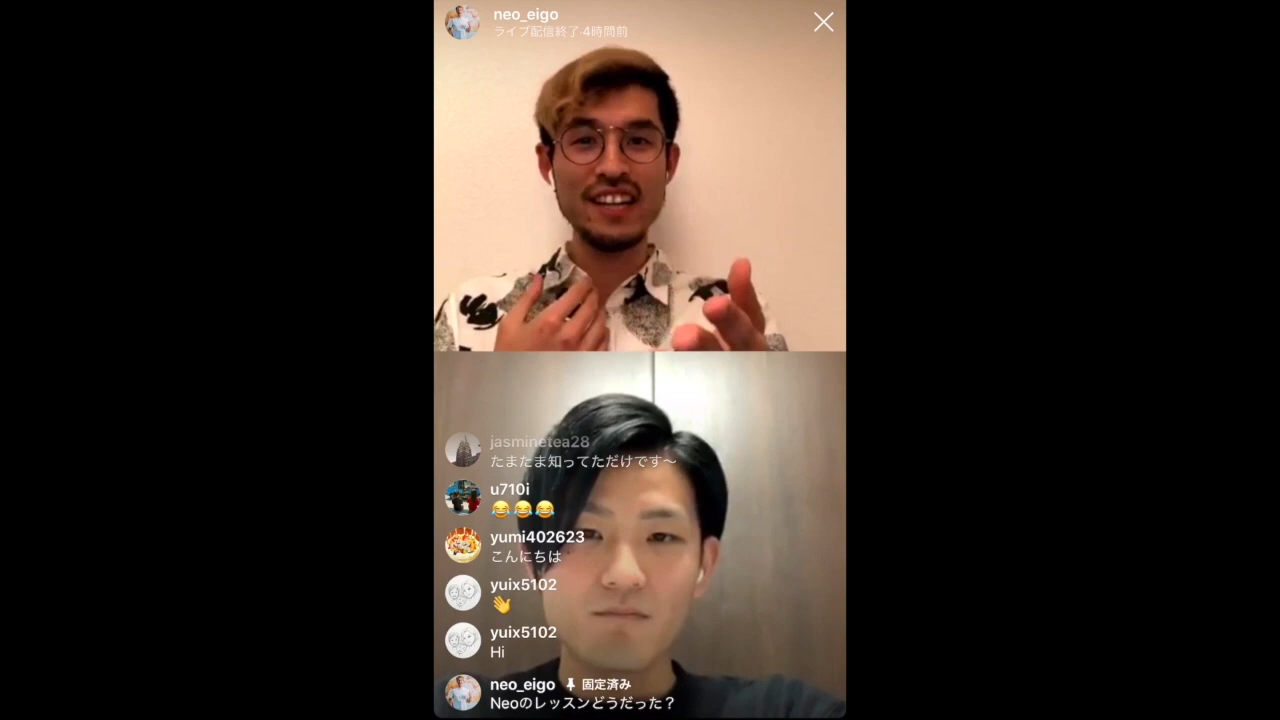 neo_eigo
ライブ配信終了·4時間前
jasminetea28
たまたま知ってただけです〜
u710i
😂😂😂
yumi402623
こんにちは
yuix5102
👋
yuix5102
Hi
neo_eigo 固定済み
Neoのレッスンどうだった？